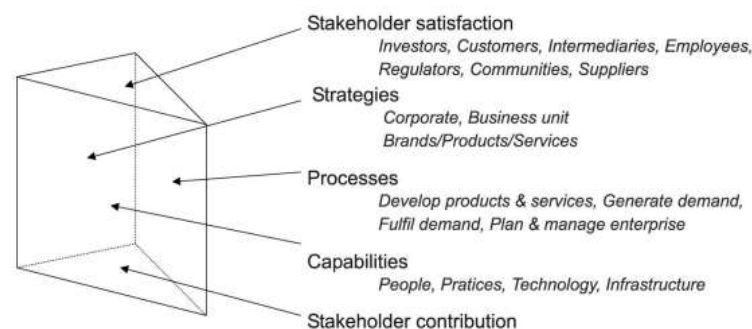 Stakeholder satisfaction
Investors, Customers, Intermediaries, Employees,
Regulators, Communities, Suppliers
Strategies
Corporate, Business unit
Brands/Products/Services
Processes
Develop products & services, Generate demand,
Fulfil demand, Plan & manage enterprise
Capabilities
People, Pratices, Technology, Infrastructure
Stakeholder contribution